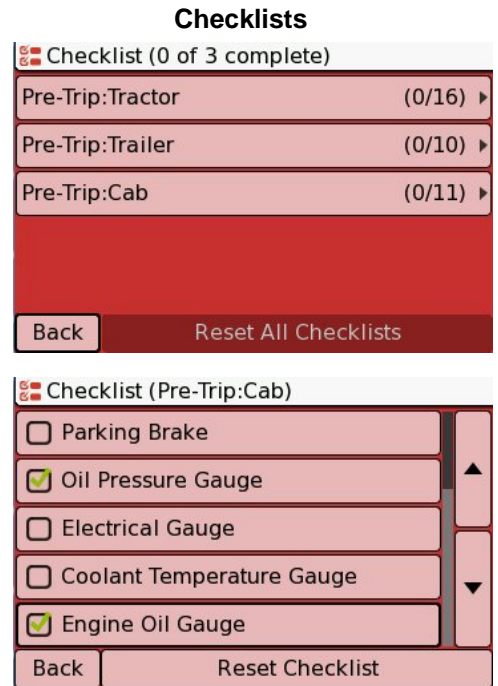 Checklists
Checklist (0 of 3 complete)
Pre-Trip:Tractor (0/16)
Pre-Trip:Trailer (0/10)
Pre-Trip:Cab (0/11)
Back Reset All Checklists
Checklist (Pre-Trip:Cab)
Parking Brake
Oil Pressure Gauge
Electrical Gauge
Coolant Temperature Gauge
Engine Oil Gauge
Back Reset Checklist